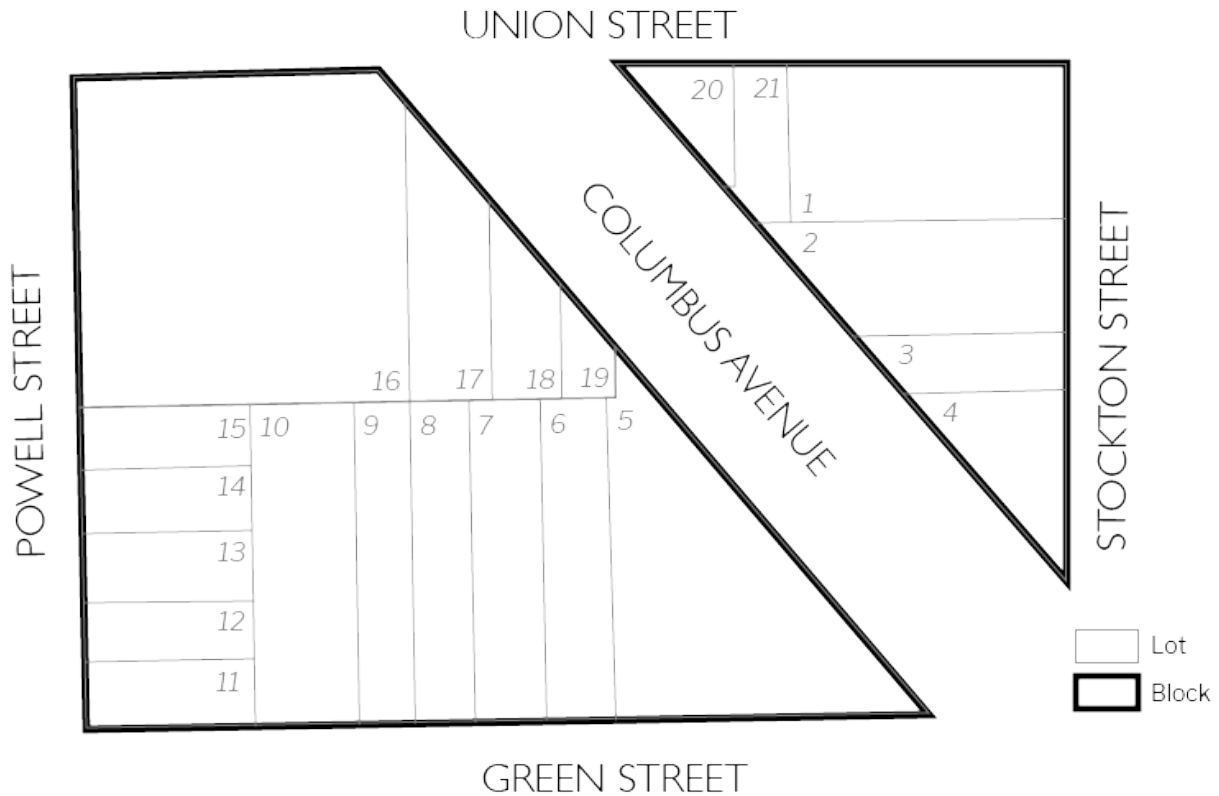 UNION STREET
20 21
1
2
3
4
COLUMBUS AVENUE
POWELL STREET
STOCKTON STREET
16 17 18 19
15 10 9 8 7 6 5
14
13
12
11
Lot
Block
GREEN STREET